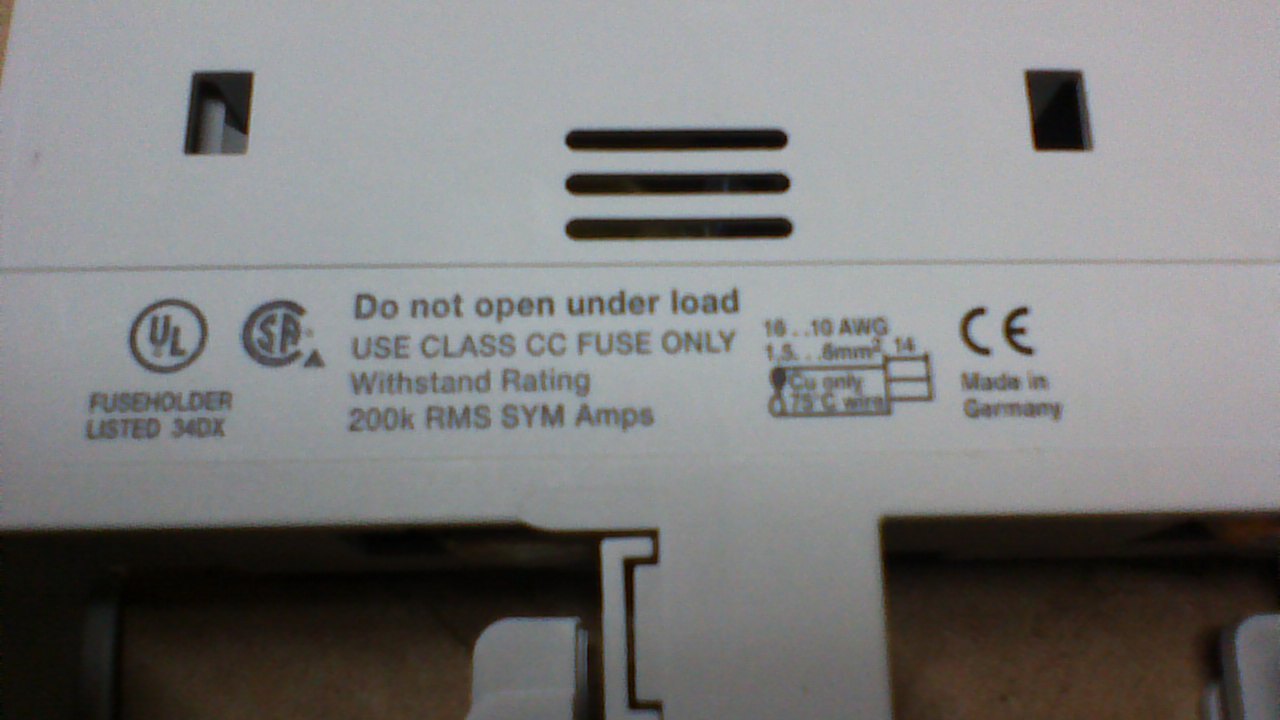 UL
FUSEHOLDER
LISTED 34DX
SA
Do not open under load
USE CLASS CC FUSE ONLY
Withstand Rating
200k RMS SYM Amps
..10 AWG
1,5...6mm² 14
Cu only
75°C wire
CE
Made in
Germany